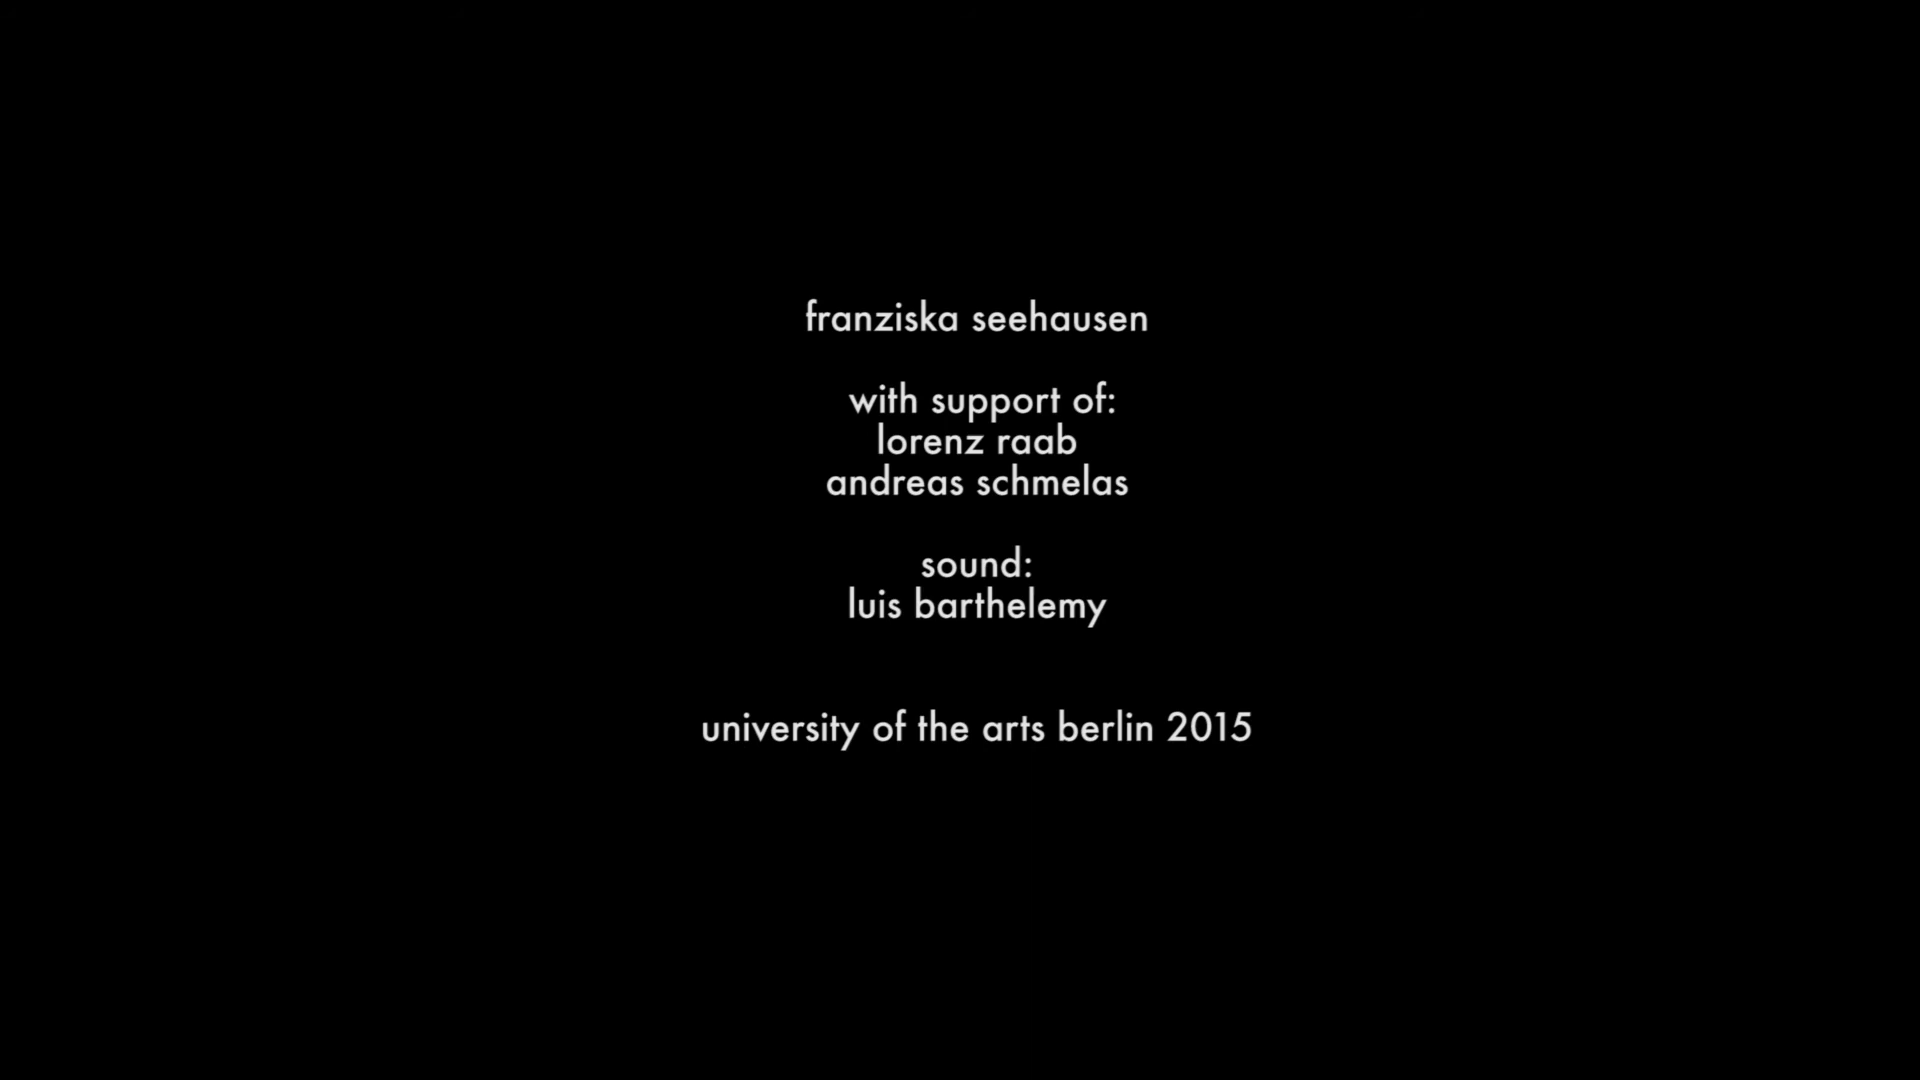 franziska seehausen
with support of:
lorenz raab
andreas schmelas
sound:
luis barthelemy
university of the arts berlin 2015